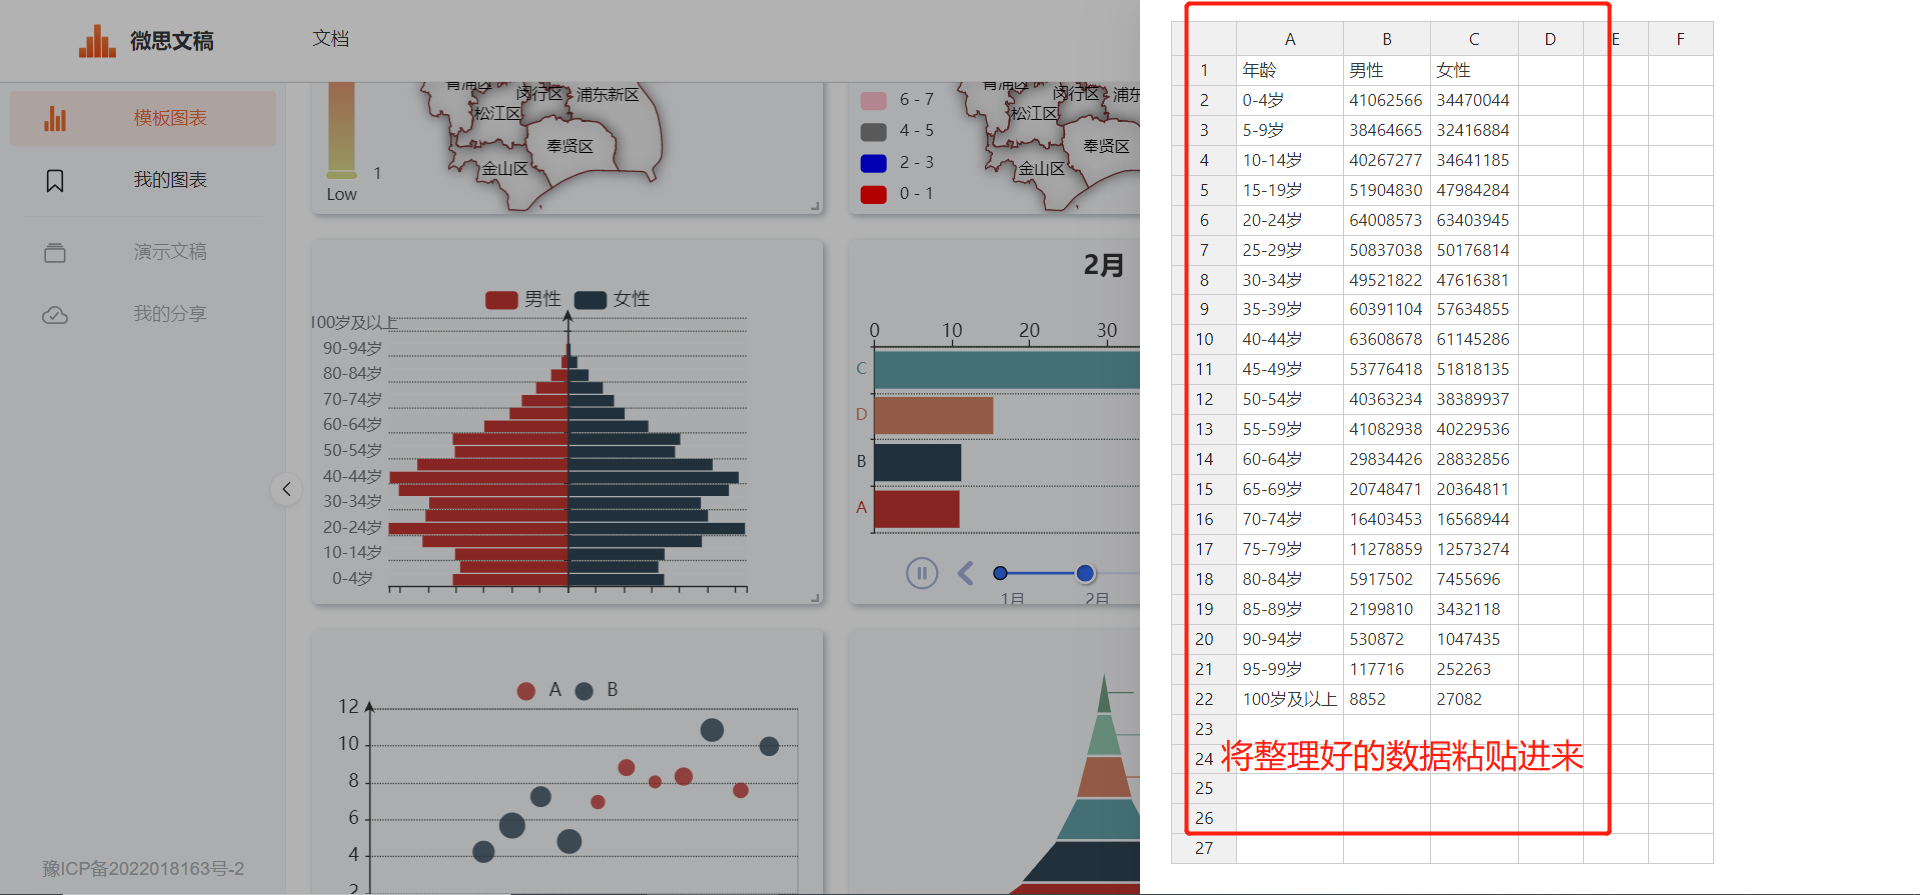 微思文稿
文档
模板图表
我的图表
演示文稿
我的分享
豫ICP备2022018163号-2
青浦区
闵行区
浦东新区
松江区
奉贤区
金山区
1
Low
6 - 7
4 - 5
2 - 3
0 - 1
青浦区
闵行区
浦东
松江区
奉贤区
金山区
男性 女性
100岁及以上
90-94岁
80-84岁
70-74岁
60-64岁
50-54岁
40-44岁
30-34岁
20-24岁
10-14岁
0-4岁
2月
0 10 20 30
C
D
B
A
1月 2月
A B
12
10
8
6
4
2
A B C D E F
1 年龄 男性 女性
2 0-4岁 41062566 34470044
3 5-9岁 38464665 32416884
4 10-14岁 40267277 34641185
5 15-19岁 51904830 47984284
6 20-24岁 64008573 63403945
7 25-29岁 50837038 50176814
8 30-34岁 49521822 47616381
9 35-39岁 60391104 57634855
10 40-44岁 63608678 61145286
11 45-49岁 53776418 51818135
12 50-54岁 40363234 38389937
13 55-59岁 41082938 40229536
14 60-64岁 29834426 28832856
15 65-69岁 20748471 20364811
16 70-74岁 16403453 16568944
17 75-79岁 11278859 12573274
18 80-84岁 5917502 7455696
19 85-89岁 2199810 3432118
20 90-94岁 530872 1047435
21 95-99岁 117716 252263
22 100岁及以上 8852 27082
23
24 将整理好的数据粘贴进来
25
26
27